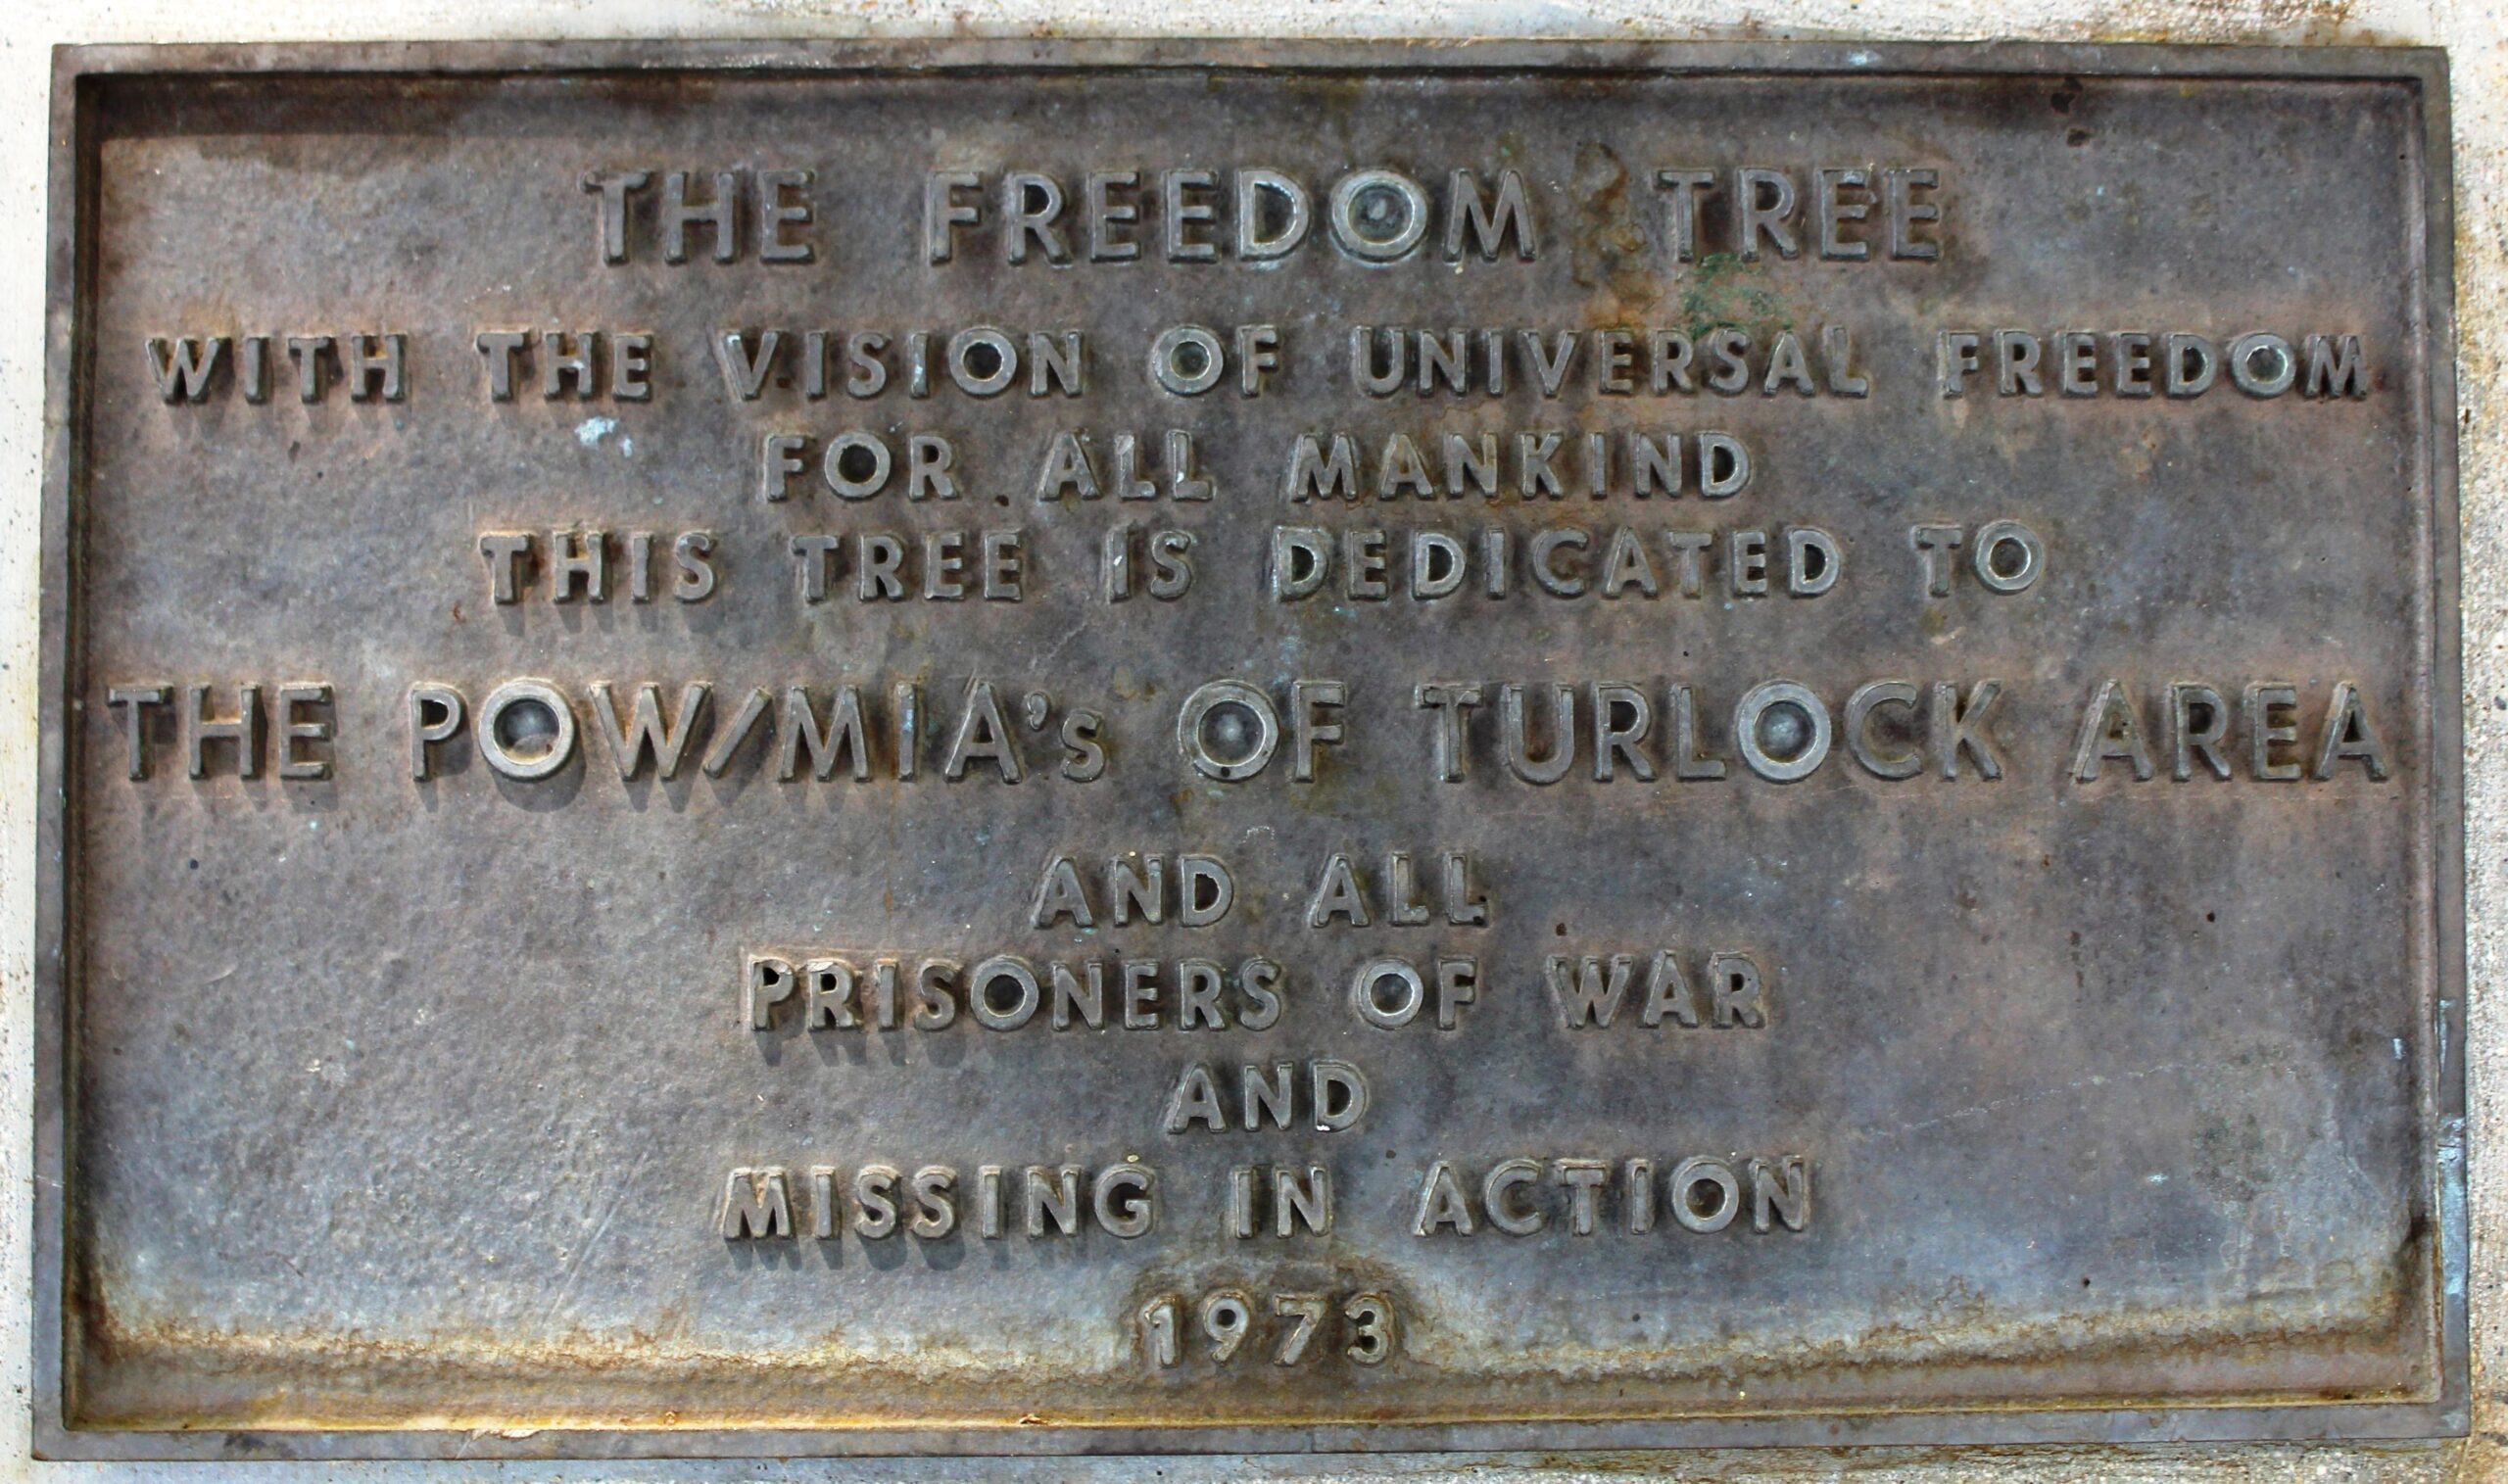 THE FREEDOM TREE
WITH THE VISION OF UNIVERSAL FREEDOM
FOR ALL MANKIND
THIS TREE IS DEDICATED TO
THE POW/MIA's OF TURLOCK AREA
AND ALL
PRISONERS OF WAR
AND
MISSING IN ACTION
1973